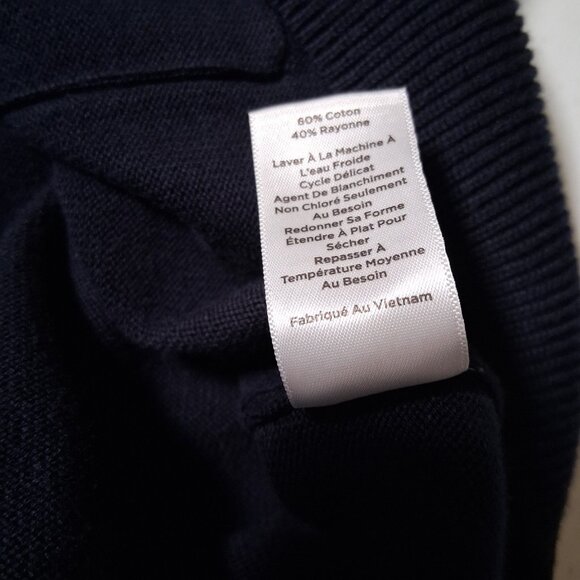 60% Coton
40% Rayonne
Laver À La Machine À
L'eau Froide
Cycle Délicat
Agent De Blanchiment
Non Chloré Seulement
Au Besoin
Redonner Sa Forme
Étendre À Plat Pour
Sécher
Repasser À
Température Moyenne
Au Besoin
Fabriqué Au Vietnam